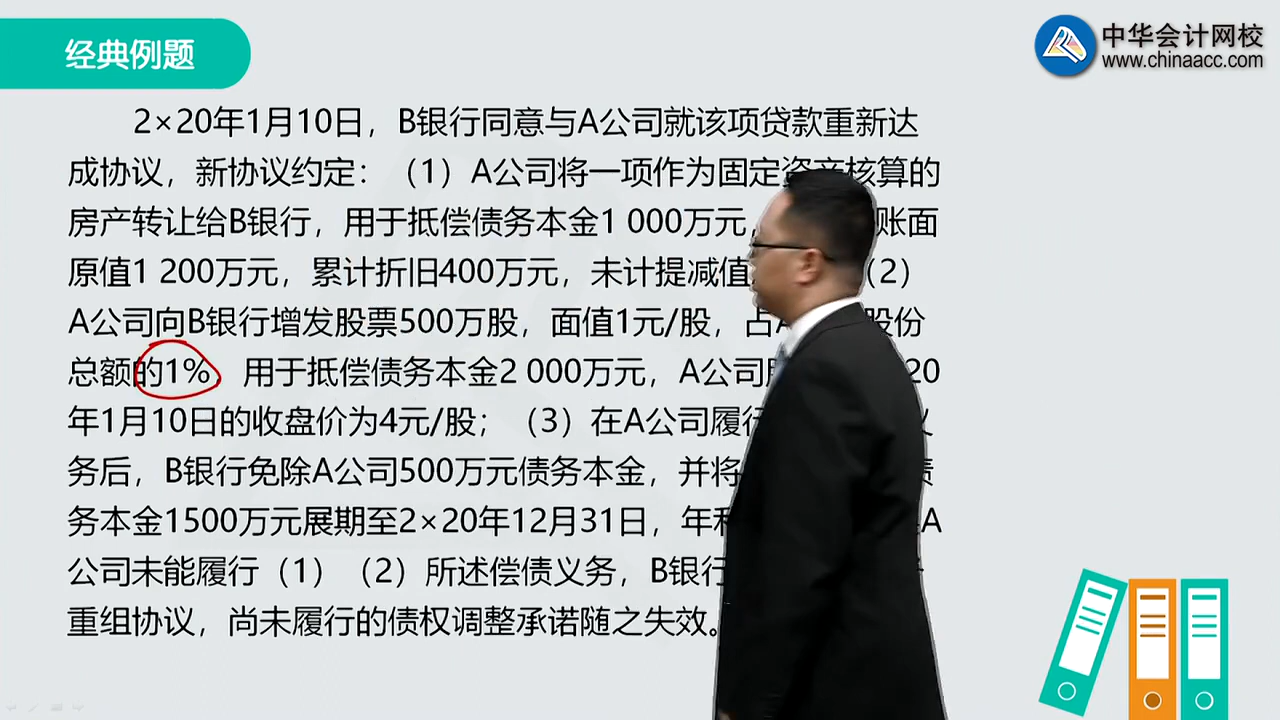 经典例题
中华会计网校
www.chinaacc.com
2×20年1月10日，B银行同意与A公司就该项贷款重新达
成协议，新协议约定：（1）A公司将一项作为固定资产核算的
房产转让给B银行，用于抵偿债务本金1 000万元， 账面
原值1 200万元，累计折旧400万元，未计提减值 （2）
A公司向B银行增发股票500万股，面值1元/股，占A 股份
总额的1% 用于抵偿债务本金2 000万元，A公司 20
年1月10日的收盘价为4元/股；（3）在A公司履行
务后，B银行免除A公司500万元债务本金，并将
务本金1500万元展期至2×20年12月31日，年 A
公司未能履行（1）（2）所述偿债义务，B银行
重组协议，尚未履行的债权调整承诺随之失效。